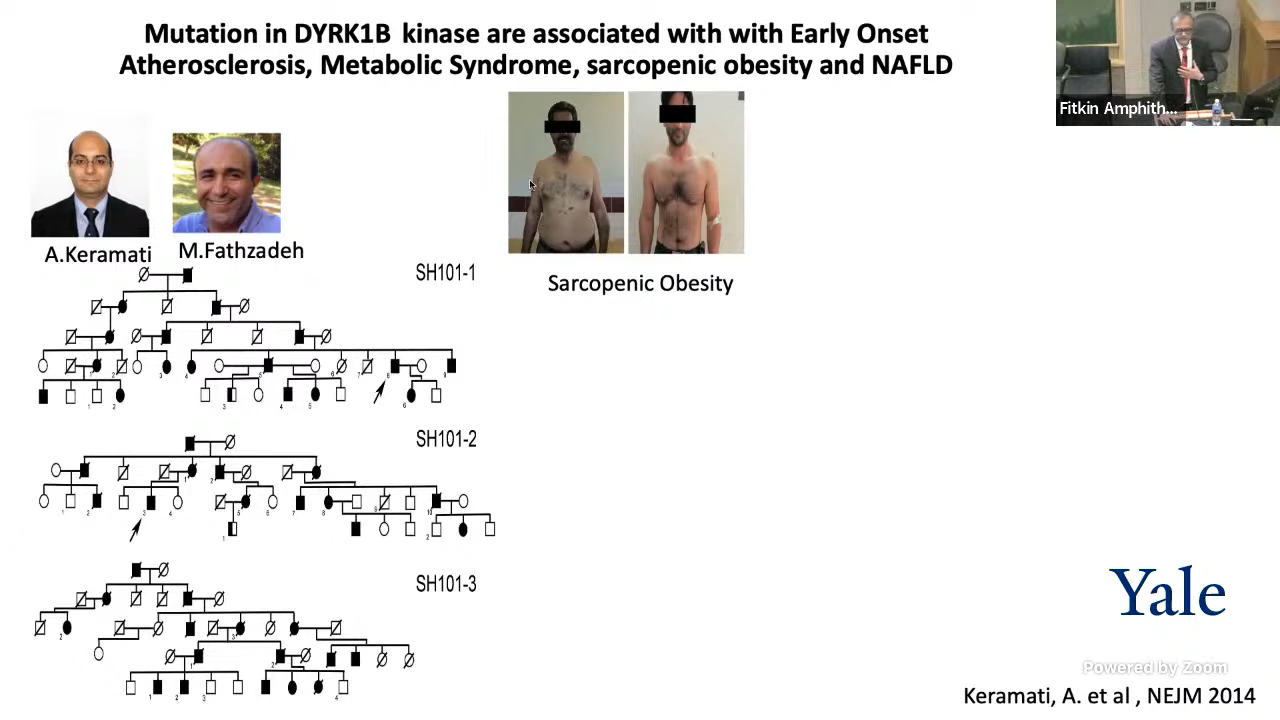 Mutation in DYRK1B kinase are associated with with Early Onset
Atherosclerosis, Metabolic Syndrome, sarcopenic obesity and NAFLD
Fitkin Amphith...
A.Keramati
M.Fathzadeh
SH101-1
Sarcopenic Obesity
SH101-2
SH101-3
Yale
Powered by Zoom
Keramati, A. et al , NEJM 2014